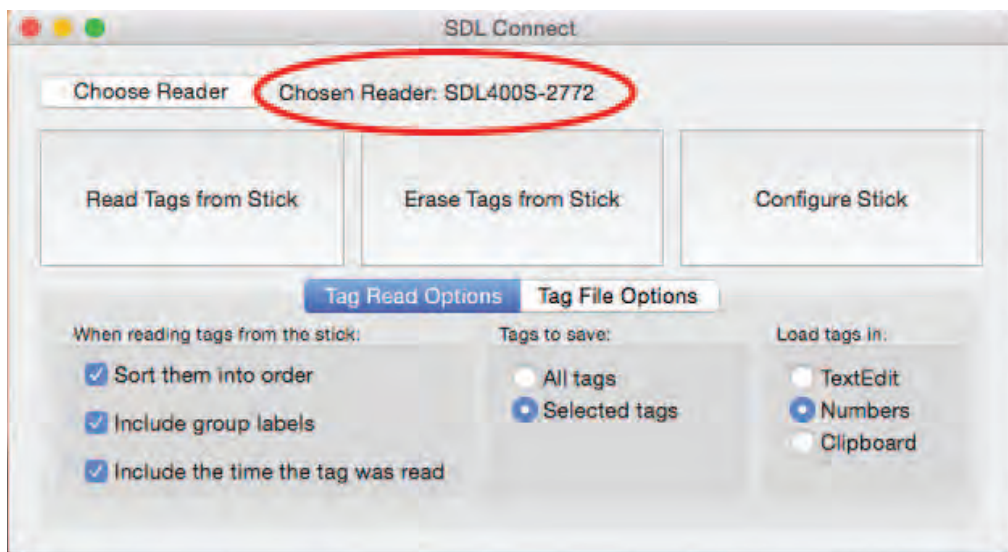 SDL Connect
Choose Reader
Chosen Reader: SDL400S-2772
Read Tags from Stick
Erase Tags from Stick
Configure Stick
Tag Read Options
Tag File Options
When reading tags from the stick:
Sort them into order
Include group labels
Include the time the tag was read
Tags to save:
All tags
Selected tags
Load tags in:
TextEdit
Numbers
Clipboard